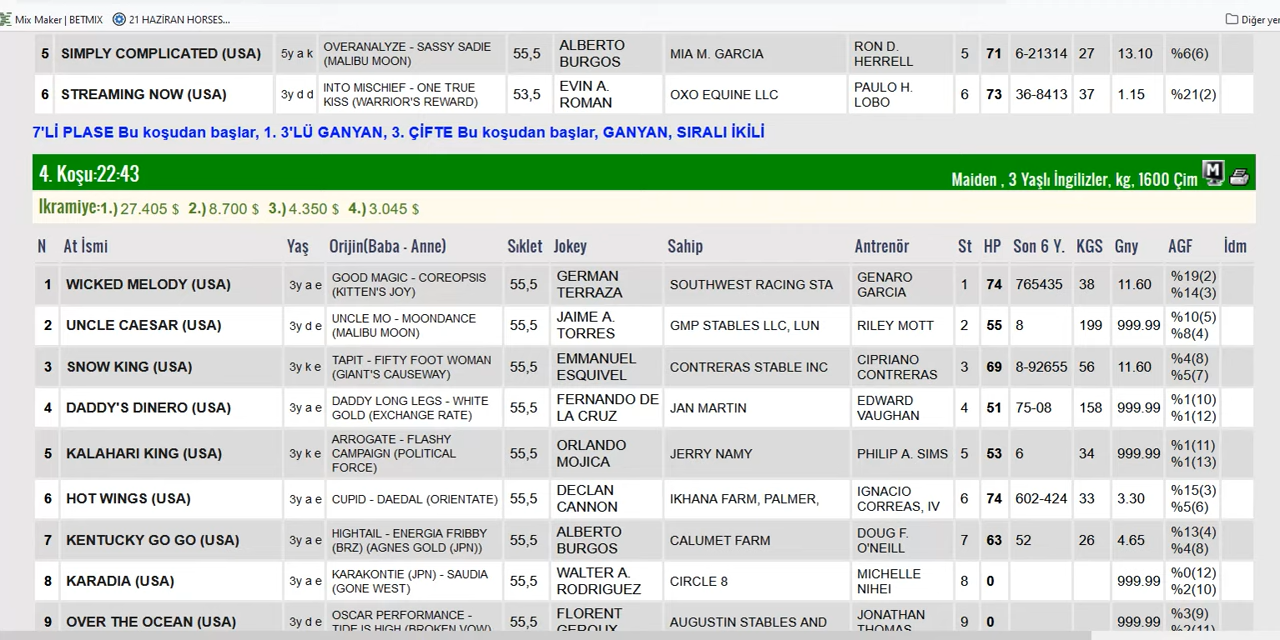 Mix Maker | BETMIX 21 HAZİRAN HORSES... Diğer yer
5 SIMPLY COMPLICATED (USA) 5y a k OVERANALYZE - SASSY SADIE (MALIBU MOON) 55,5 ALBERTO BURGOS MIA M. GARCIA RON D. HERRELL 5 71 6-21314 27 13.10 %6(6)
6 STREAMING NOW (USA) 3y d d INTO MISCHIEF - ONE TRUE KISS (WARRIOR'S REWARD) 53,5 EVIN A. ROMAN OXO EQUINE LLC PAULO H. LOBO 6 73 36-8413 37 1.15 %21(2)
7'Lİ PLASE Bu koşudan başlar, 1. 3'LÜ GANYAN, 3. ÇİFTE Bu koşudan başlar, GANYAN, SIRALI İKİLİ
4. Koşu:22:43 Maiden , 3 Yaşlı İngilizler, kg, 1600 Çim M
İkramiye:1.) 27.405 $ 2.) 8.700 $ 3.) 4.350 $ 4.) 3.045 $
N At İsmi Yaş Orijin(Baba - Anne) Sıklet Jokey Sahip Antrenör St HP Son 6 Y. KGS Gny AGF İdm
1 WICKED MELODY (USA) 3y a e GOOD MAGIC - COREOPSIS (KITTEN'S JOY) 55,5 GERMAN TERRAZA SOUTHWEST RACING STA GENARO GARCIA 1 74 765435 38 11.60 %19(2) %14(3)
2 UNCLE CAESAR (USA) 3y d e UNCLE MO - MOONDANCE (MALIBU MOON) 55,5 JAIME A. TORRES GMP STABLES LLC, LUN RILEY MOTT 2 55 8 199 999.99 %10(5) %8(4)
3 SNOW KING (USA) 3y k e TAPIT - FIFTY FOOT WOMAN (GIANT'S CAUSEWAY) 55,5 EMMANUEL ESQUIVEL CONTRERAS STABLE INC CIPRIANO CONTRERAS 3 69 8-92655 56 11.60 %4(8) %5(7)
4 DADDY'S DINERO (USA) 3y a e DADDY LONG LEGS - WHITE GOLD (EXCHANGE RATE) 55,5 FERNANDO DE LA CRUZ JAN MARTIN EDWARD VAUGHAN 4 51 75-08 158 999.99 %1(10) %1(12)
5 KALAHARI KING (USA) 3y k e ARROGATE - FLASHY CAMPAIGN (POLITICAL FORCE) 55,5 ORLANDO MOJICA JERRY NAMY PHILIP A. SIMS 5 53 6 34 999.99 %1(11) %1(13)
6 HOT WINGS (USA) 3y a e CUPID - DAEDAL (ORIENTATE) 55,5 DECLAN CANNON IKHANA FARM, PALMER, IGNACIO CORREAS, IV 6 74 602-424 33 3.30 %15(3) %5(6)
7 KENTUCKY GO GO (USA) 3y a e HIGHTAIL - ENERGIA FRIBBY (BRZ) (AGNES GOLD (JPN)) 55,5 ALBERTO BURGOS CALUMET FARM DOUG F. O'NEILL 7 63 52 26 4.65 %13(4) %4(8)
8 KARADIA (USA) 3y a e KARAKONTIE (JPN) - SAUDIA (GONE WEST) 55,5 WALTER A. RODRIGUEZ CIRCLE 8 MICHELLE NIHEI 8 0 999.99 %0(12) %2(10)
9 OVER THE OCEAN (USA) 3y d e OSCAR PERFORMANCE - TIDE IS HIGH (BROKEN VOW) 55,5 FLORENT GEROUX AUGUSTIN STABLES AND JONATHAN THOMAS 9 0 999.99 %3(9) %2(11)